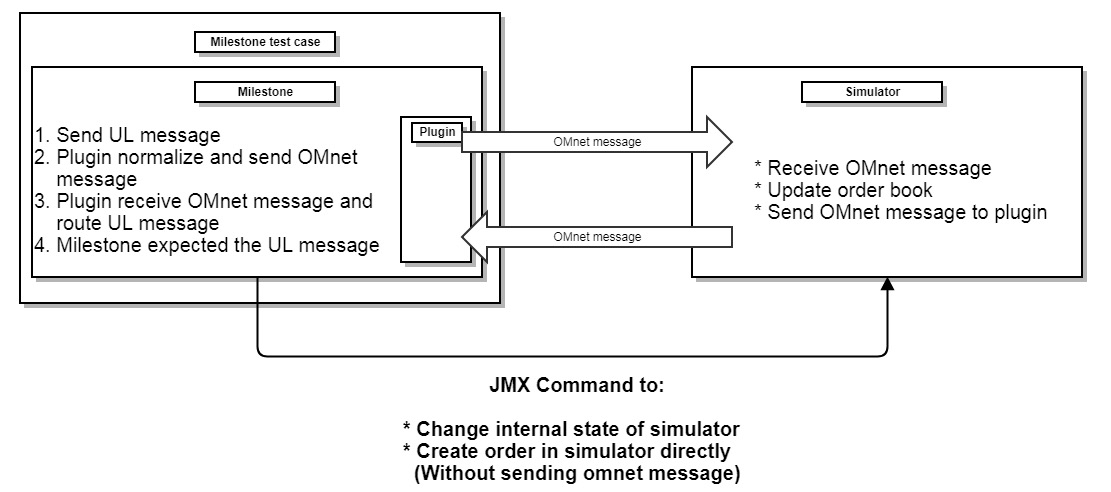 Milestone test case
Milestone
1. Send UL message
2. Plugin normalize and send OMnet
message
3. Plugin receive OMnet message and
route UL message
4. Milestone expected the UL message
Plugin
OMnet message
OMnet message
Simulator
* Receive OMnet message
* Update order book
* Send OMnet message to plugin
JMX Command to:
* Change internal state of simulator
* Create order in simulator directly
(Without sending omnet message)